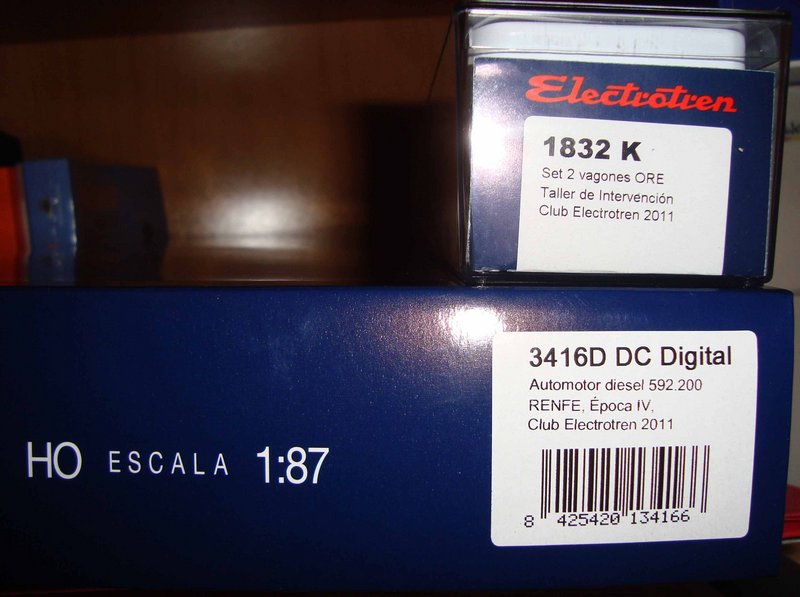 Electrotren
1832 K
Set 2 vagones ORE
Taller de Intervención
Club Electrotren 2011
3416D DC Digital
Automotor diesel 592.200
RENFE, Época IV,
Club Electrotren 2011
HO ESCALA 1:87
8 425420 134166